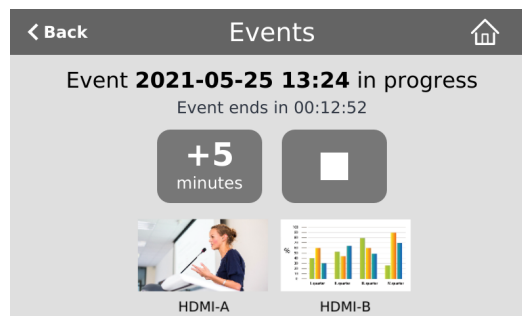 Back
Events
Event 2021-05-25 13:24 in progress
Event ends in 00:12:52
+5
minutes
%
HDMI-A
HDMI-B